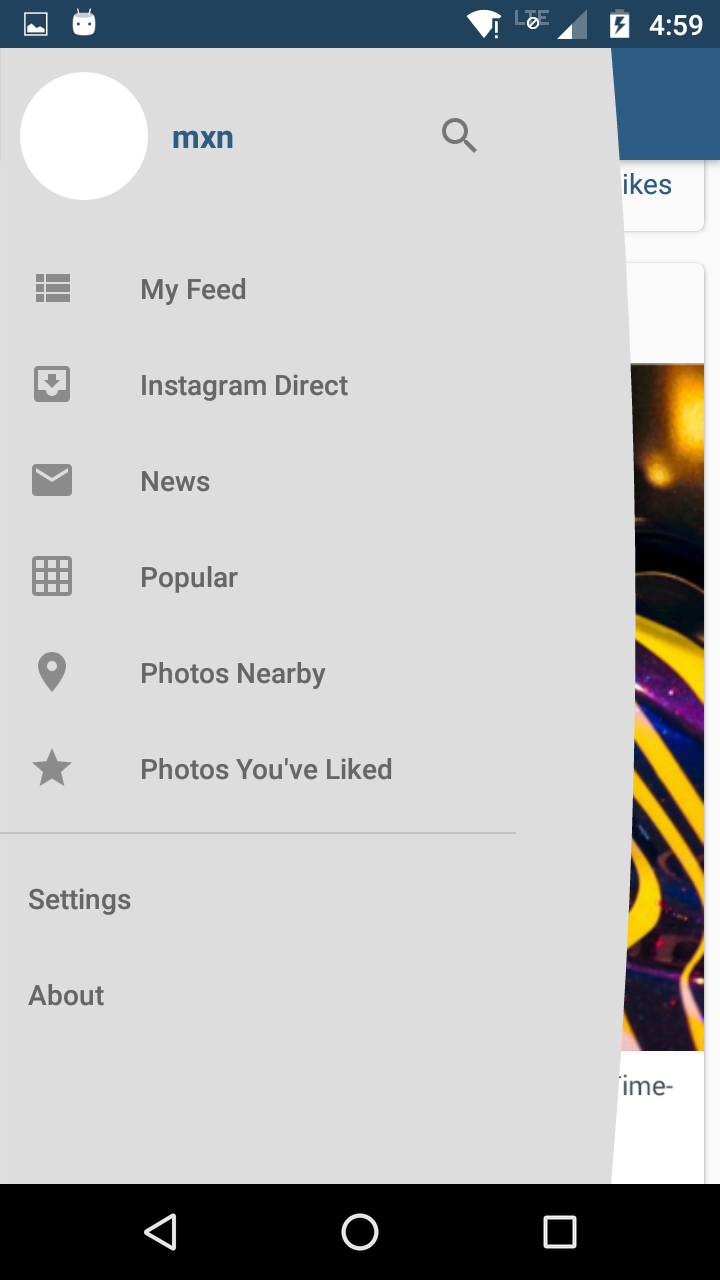 LTE 4:59
mxn
ikes
My Feed
Instagram Direct
News
Popular
Photos Nearby
Photos You've Liked
Settings
About
ime-